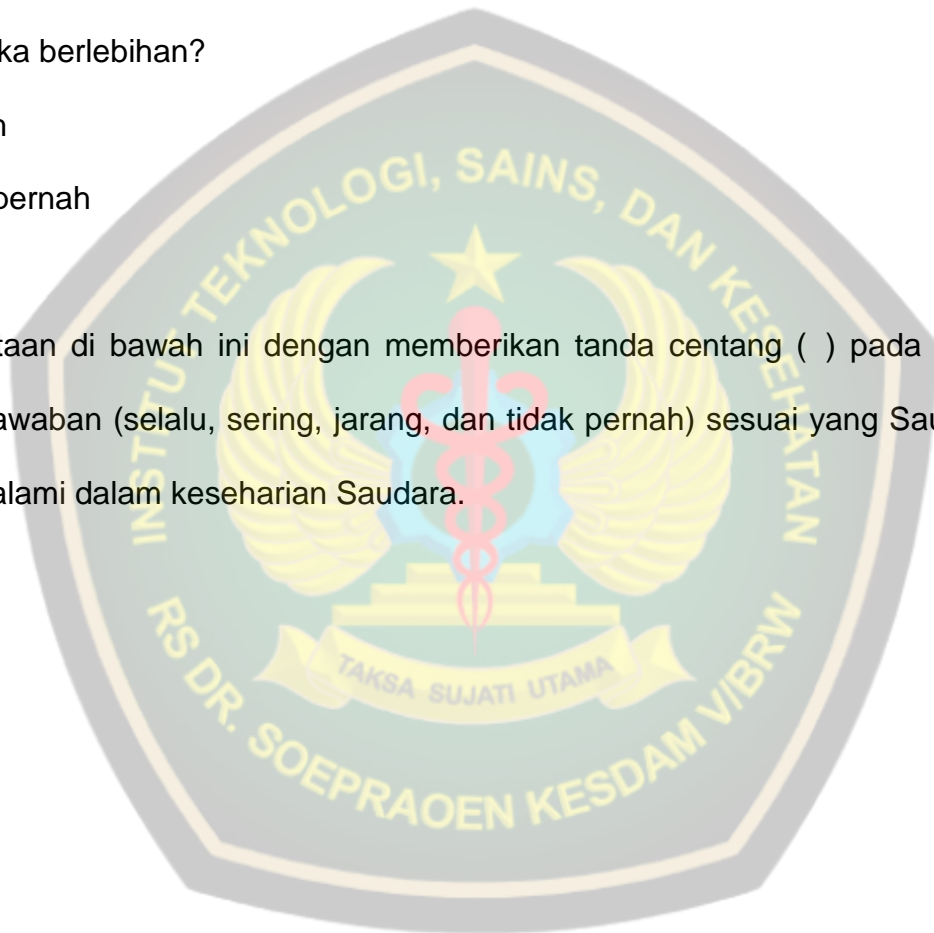 ka berlebihan?
n
pernah
taan di bawah ini dengan memberikan tanda centang ( ) pada
awaban (selalu, sering, jarang, dan tidak pernah) sesuai yang Sau
alami dalam keseharian Saudara.
INSTITUT TEKNOLOGI, SAINS, DAN KESEHATAN
TAKSA SUJATI UTAMA
RS DR. SOEPRAOEN KESDAM V/BRW